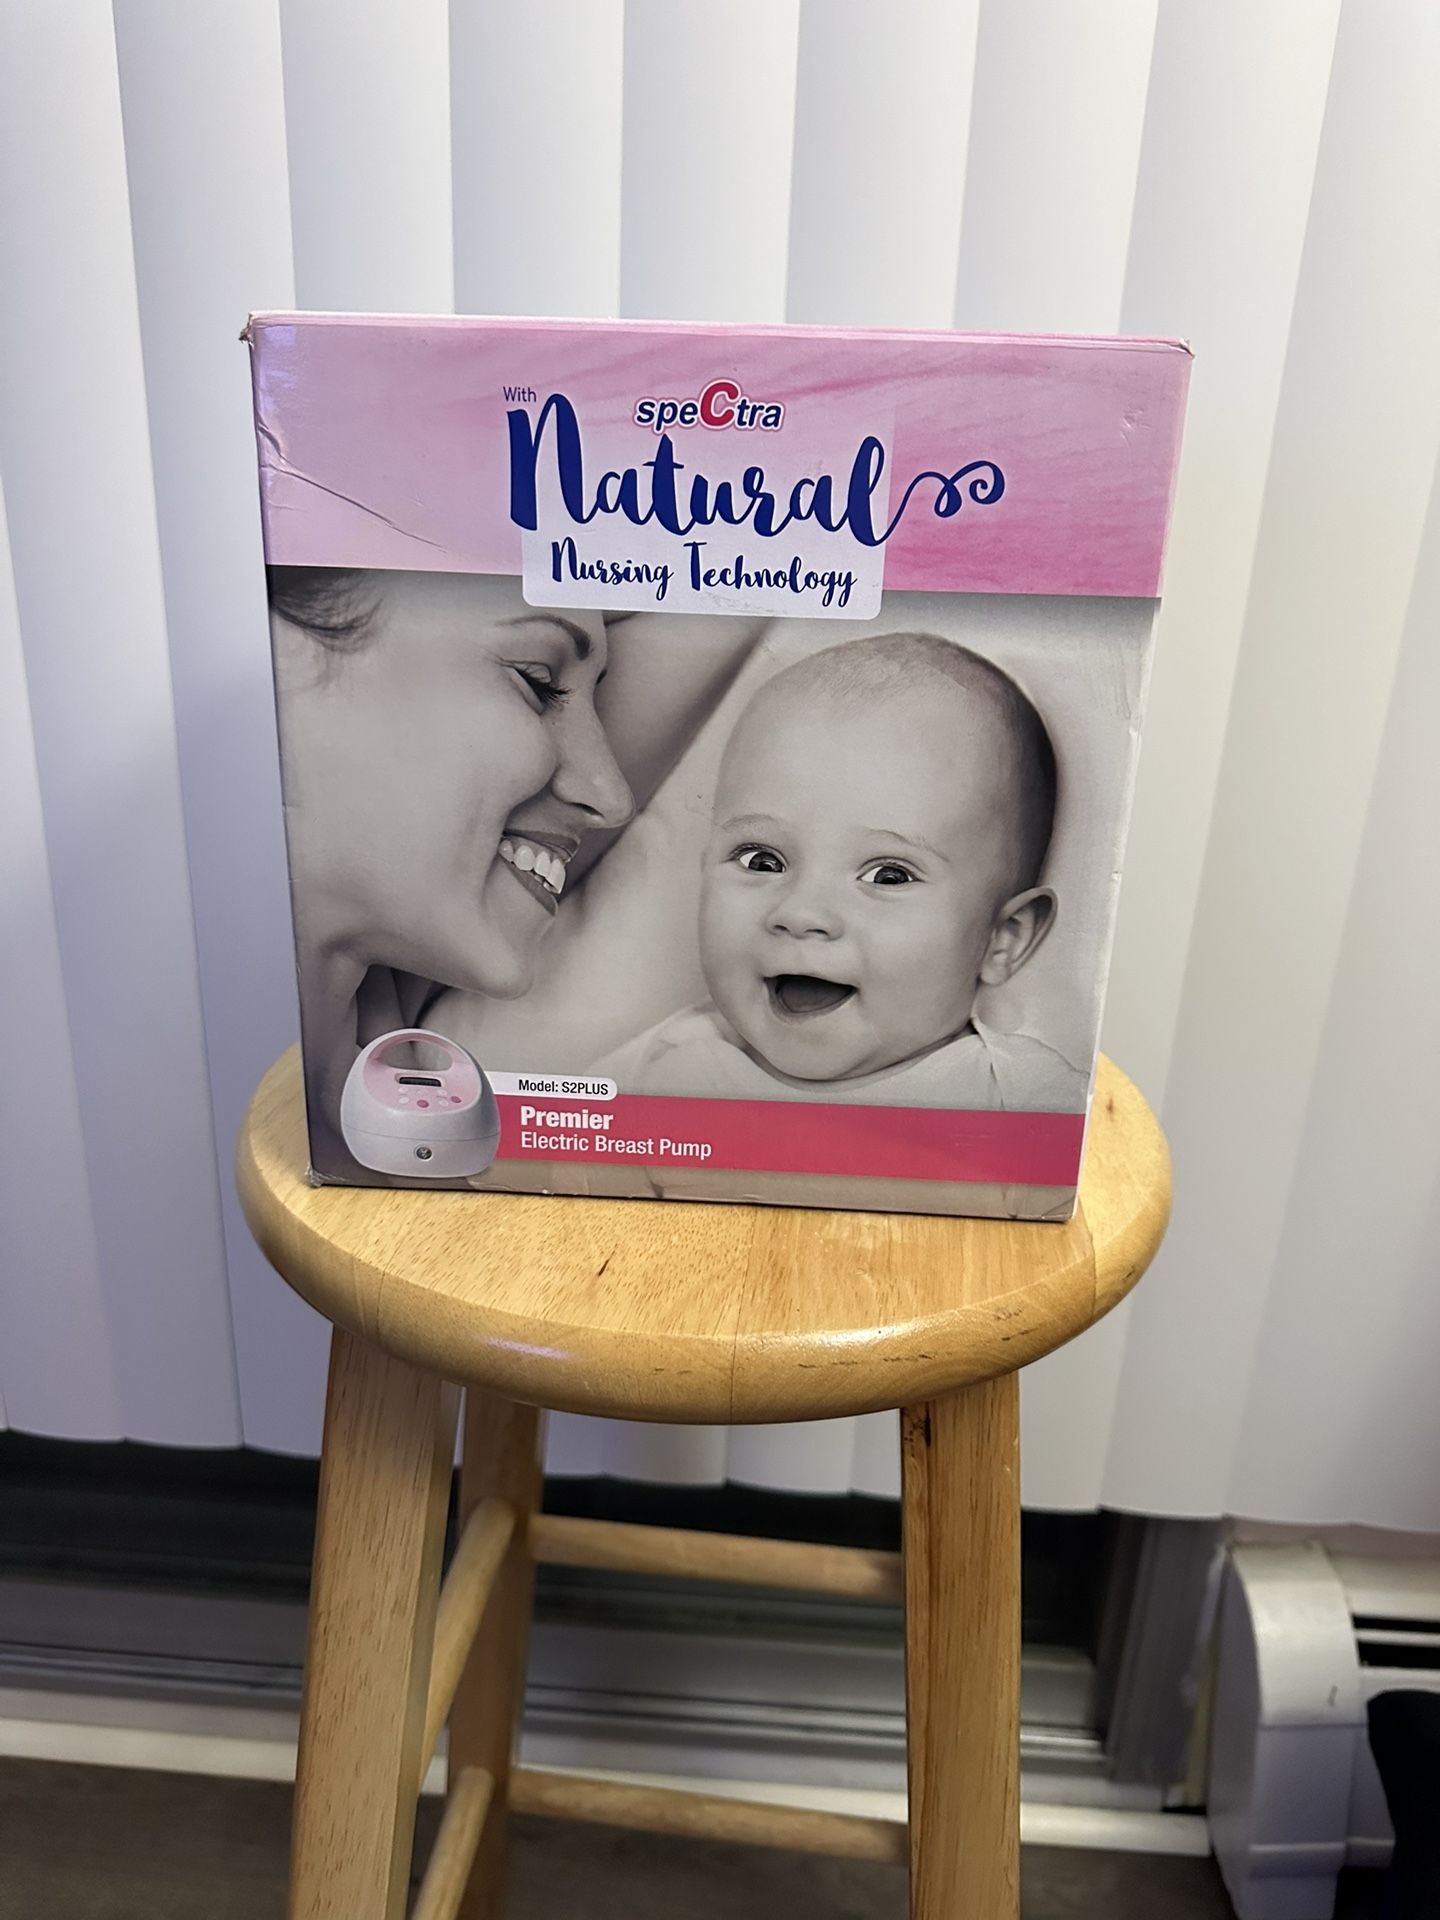 With
speCtra
Natural
Nursing Technology
Model: S2PLUS
Premier
Electric Breast Pump